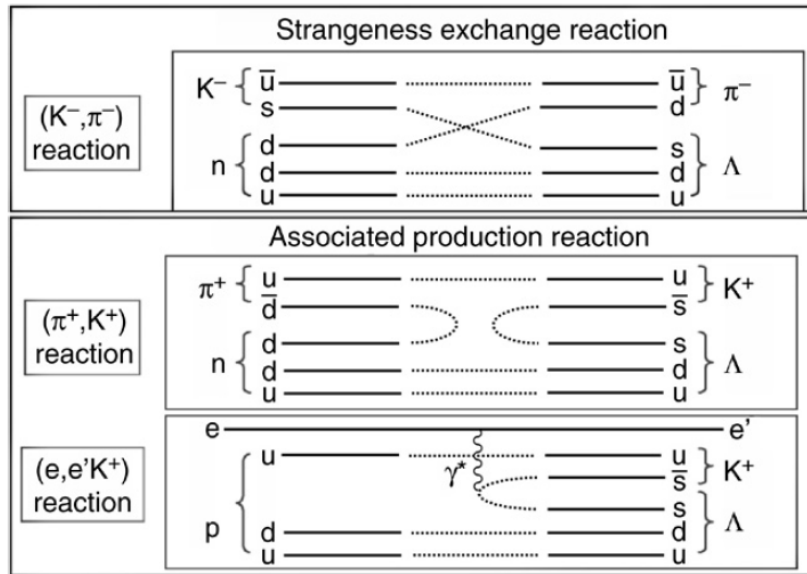 Strangeness exchange reaction
(K⁻,π⁻)
reaction
K⁻ u̅ u̅ π⁻
s d
n d s Λ
d d
u u
Associated production reaction
(π⁺,K⁺)
reaction
π⁺ u u K⁺
d̅ s̅
n d s Λ
d d
u u
(e,e'K⁺)
reaction
e e'
u γ* u K⁺
s̅
p s Λ
d d
u u